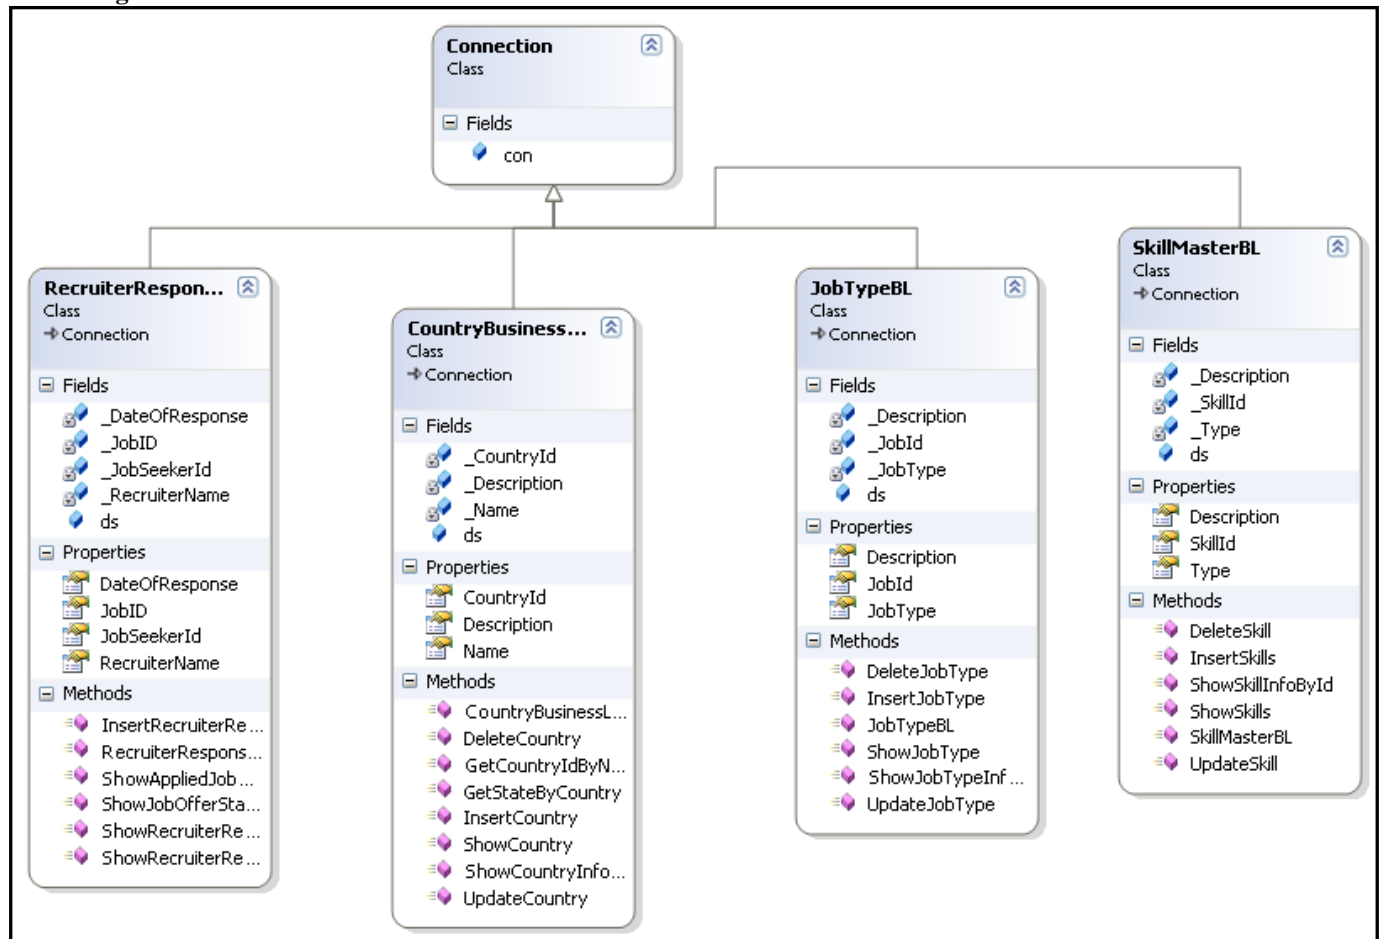 Connection
Class
Fields
con
RecruiterRespon...
Class
Connection
Fields
_DateOfResponse
_JobID
_JobSeekerId
_RecruiterName
ds
Properties
DateOfResponse
JobID
JobSeekerId
RecruiterName
Methods
InsertRecruiterRe...
RecruiterRespons...
ShowAppliedJob...
ShowJobOfferSta...
ShowRecruiterRe...
ShowRecruiterRe...
CountryBusiness...
Class
Connection
Fields
_CountryId
_Description
_Name
ds
Properties
CountryId
Description
Name
Methods
CountryBusinessL...
DeleteCountry
GetCountryIdByN...
GetStateByCountry
InsertCountry
ShowCountry
ShowCountryInfo...
UpdateCountry
JobTypeBL
Class
Connection
Fields
_Description
_JobId
_JobType
ds
Properties
Description
JobId
JobType
Methods
DeleteJobType
InsertJobType
JobTypeBL
ShowJobType
ShowJobTypeInf...
UpdateJobType
SkillMasterBL
Class
Connection
Fields
_Description
_SkillId
_Type
ds
Properties
Description
SkillId
Type
Methods
DeleteSkill
InsertSkills
ShowSkillInfoById
ShowSkills
SkillMasterBL
UpdateSkill